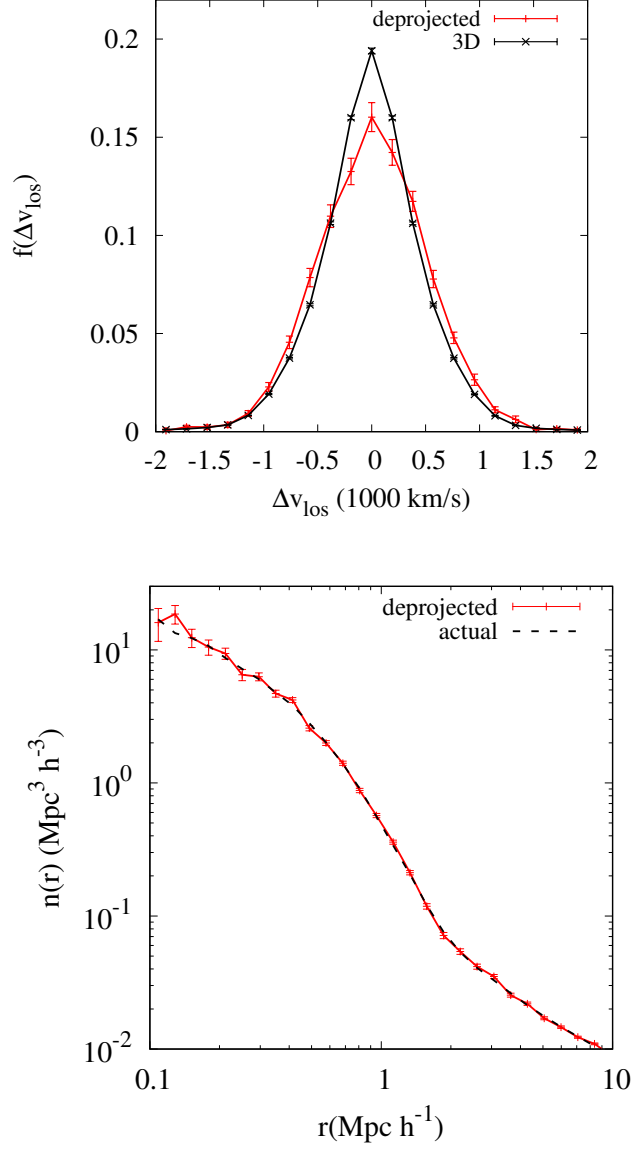 deprojected
3D
0.2
0.15
0.1
0.05
0
-2 -1.5 -1 -0.5 0 0.5 1 1.5 2
f(Δv_los)
Δv_los (1000 km/s)
deprojected
actual
10^1
10^0
10^-1
10^-2
0.1 1 10
n(r) (Mpc^3 h^-3)
r(Mpc h^-1)